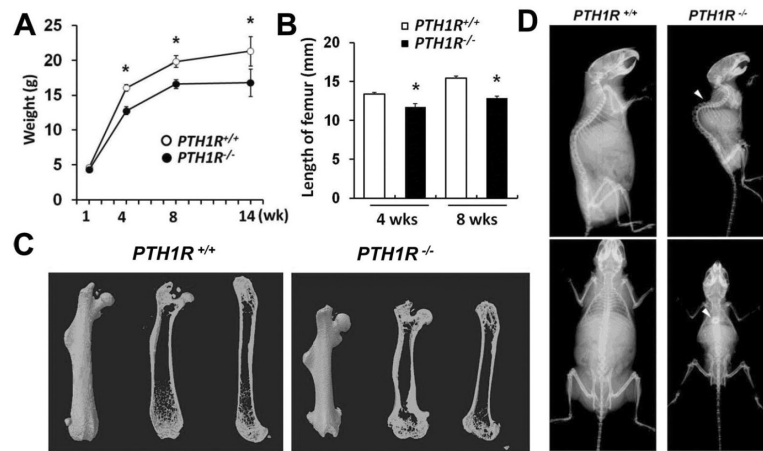 A
Weight (g)
25
20
15
10
5
0
*
*
*
PTH1R+/+
PTH1R-/-
1
4
8
14 (wk)
B
Length of femur (mm)
20
15
10
5
0
PTH1R+/+
PTH1R-/-
*
*
4 wks
8 wks
C
PTH1R +/+
PTH1R -/-
D
PTH1R +/+
PTH1R -/-